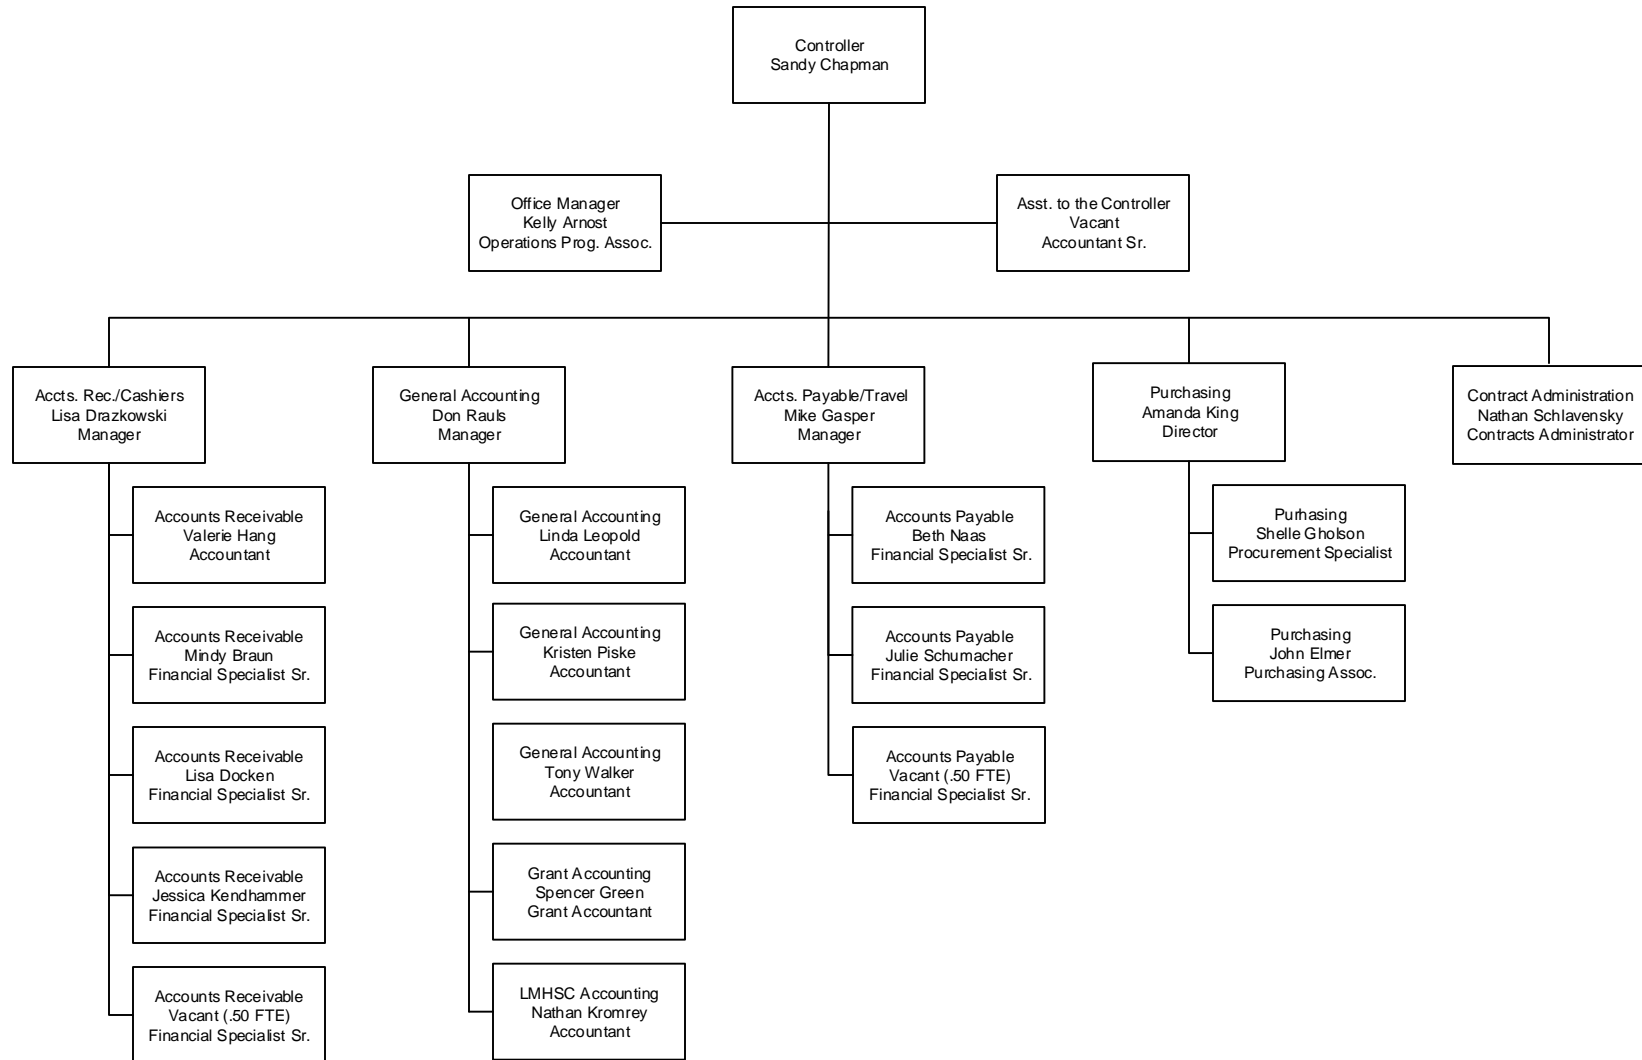 Controller
Sandy Chapman
Office Manager
Kelly Arnost
Operations Prog. Assoc.
Asst. to the Controller
Vacant
Accountant Sr.
Accts. Rec./Cashiers
Lisa Drazkowski
Manager
General Accounting
Don Rauls
Manager
Accts. Payable/Travel
Mike Gasper
Manager
Purchasing
Amanda King
Director
Contract Administration
Nathan Schlavensky
Contracts Administrator
Accounts Receivable
Valerie Hang
Accountant
Accounts Receivable
Mindy Braun
Financial Specialist Sr.
Accounts Receivable
Lisa Docken
Financial Specialist Sr.
Accounts Receivable
Jessica Kendhammer
Financial Specialist Sr.
Accounts Receivable
Vacant (.50 FTE)
Financial Specialist Sr.
General Accounting
Linda Leopold
Accountant
General Accounting
Kristen Piske
Accountant
General Accounting
Tony Walker
Accountant
Grant Accounting
Spencer Green
Grant Accountant
LMHSC Accounting
Nathan Kromrey
Accountant
Accounts Payable
Beth Naas
Financial Specialist Sr.
Accounts Payable
Julie Schumacher
Financial Specialist Sr.
Accounts Payable
Vacant (.50 FTE)
Financial Specialist Sr.
Purhasing
Shelle Gholson
Procurement Specialist
Purchasing
John Elmer
Purchasing Assoc.